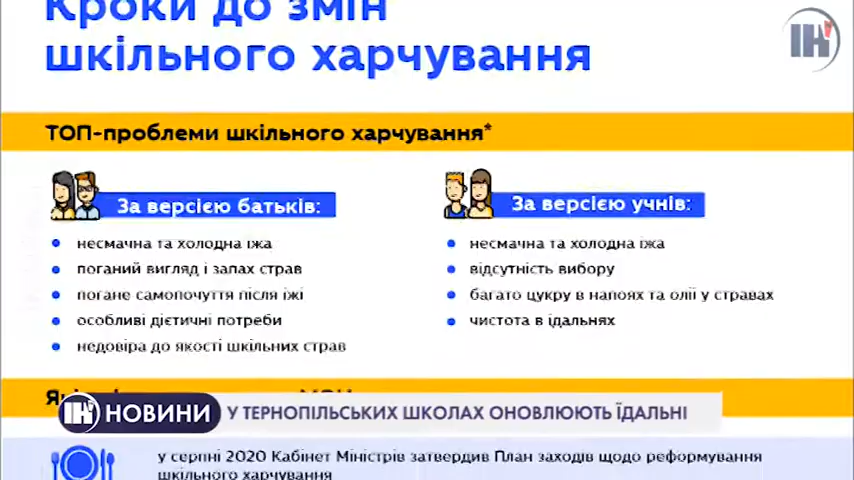 Кроки до змін
шкільного харчування
ІН
ТОП-проблеми шкільного харчування*
За версією батьків:
несмачна та холодна їжа
поганий вигляд і запах страв
погане самопочуття після їжі
особливі дієтичні потреби
недовіра до якості шкільних страв
За версією учнів:
несмачна та холодна їжа
відсутність вибору
багато цукру в напоях та олії у стравах
чистота в їдальнях
ІН НОВИНИ У ТЕРНОПІЛЬСЬКИХ ШКОЛАХ ОНОВЛЮЮТЬ ЇДАЛЬНІ
у серпні 2020 Кабінет Міністрів затвердив План заходів щодо реформування
шкільного харчування